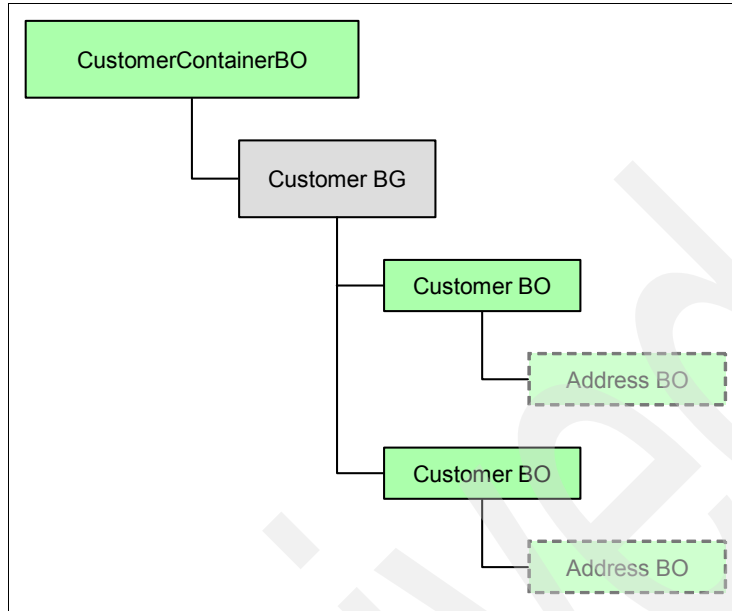 CustomerContainerBO
Customer BG
Customer BO
Address BO
Customer BO
Address BO